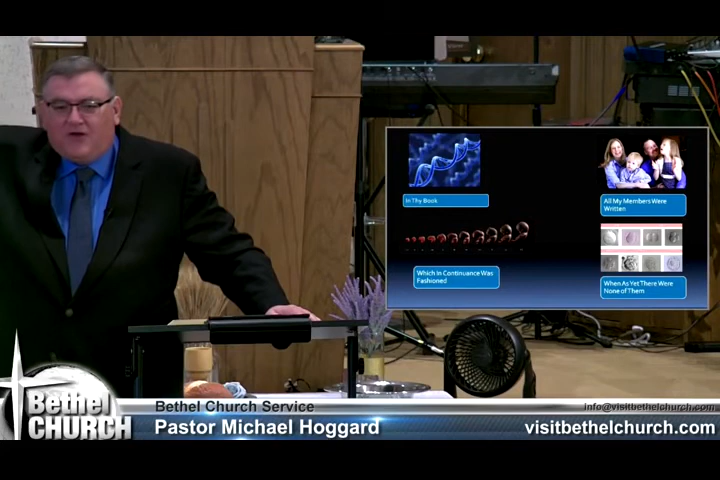 In Thy Book
All My Members Were
Written
Which In Continuance Was
Fashioned
When As Yet There Were
None of Them
Bethel
CHURCH
Bethel Church Service
info@visitbethelchurch.com
Pastor Michael Hoggard
visitbethelchurch.com